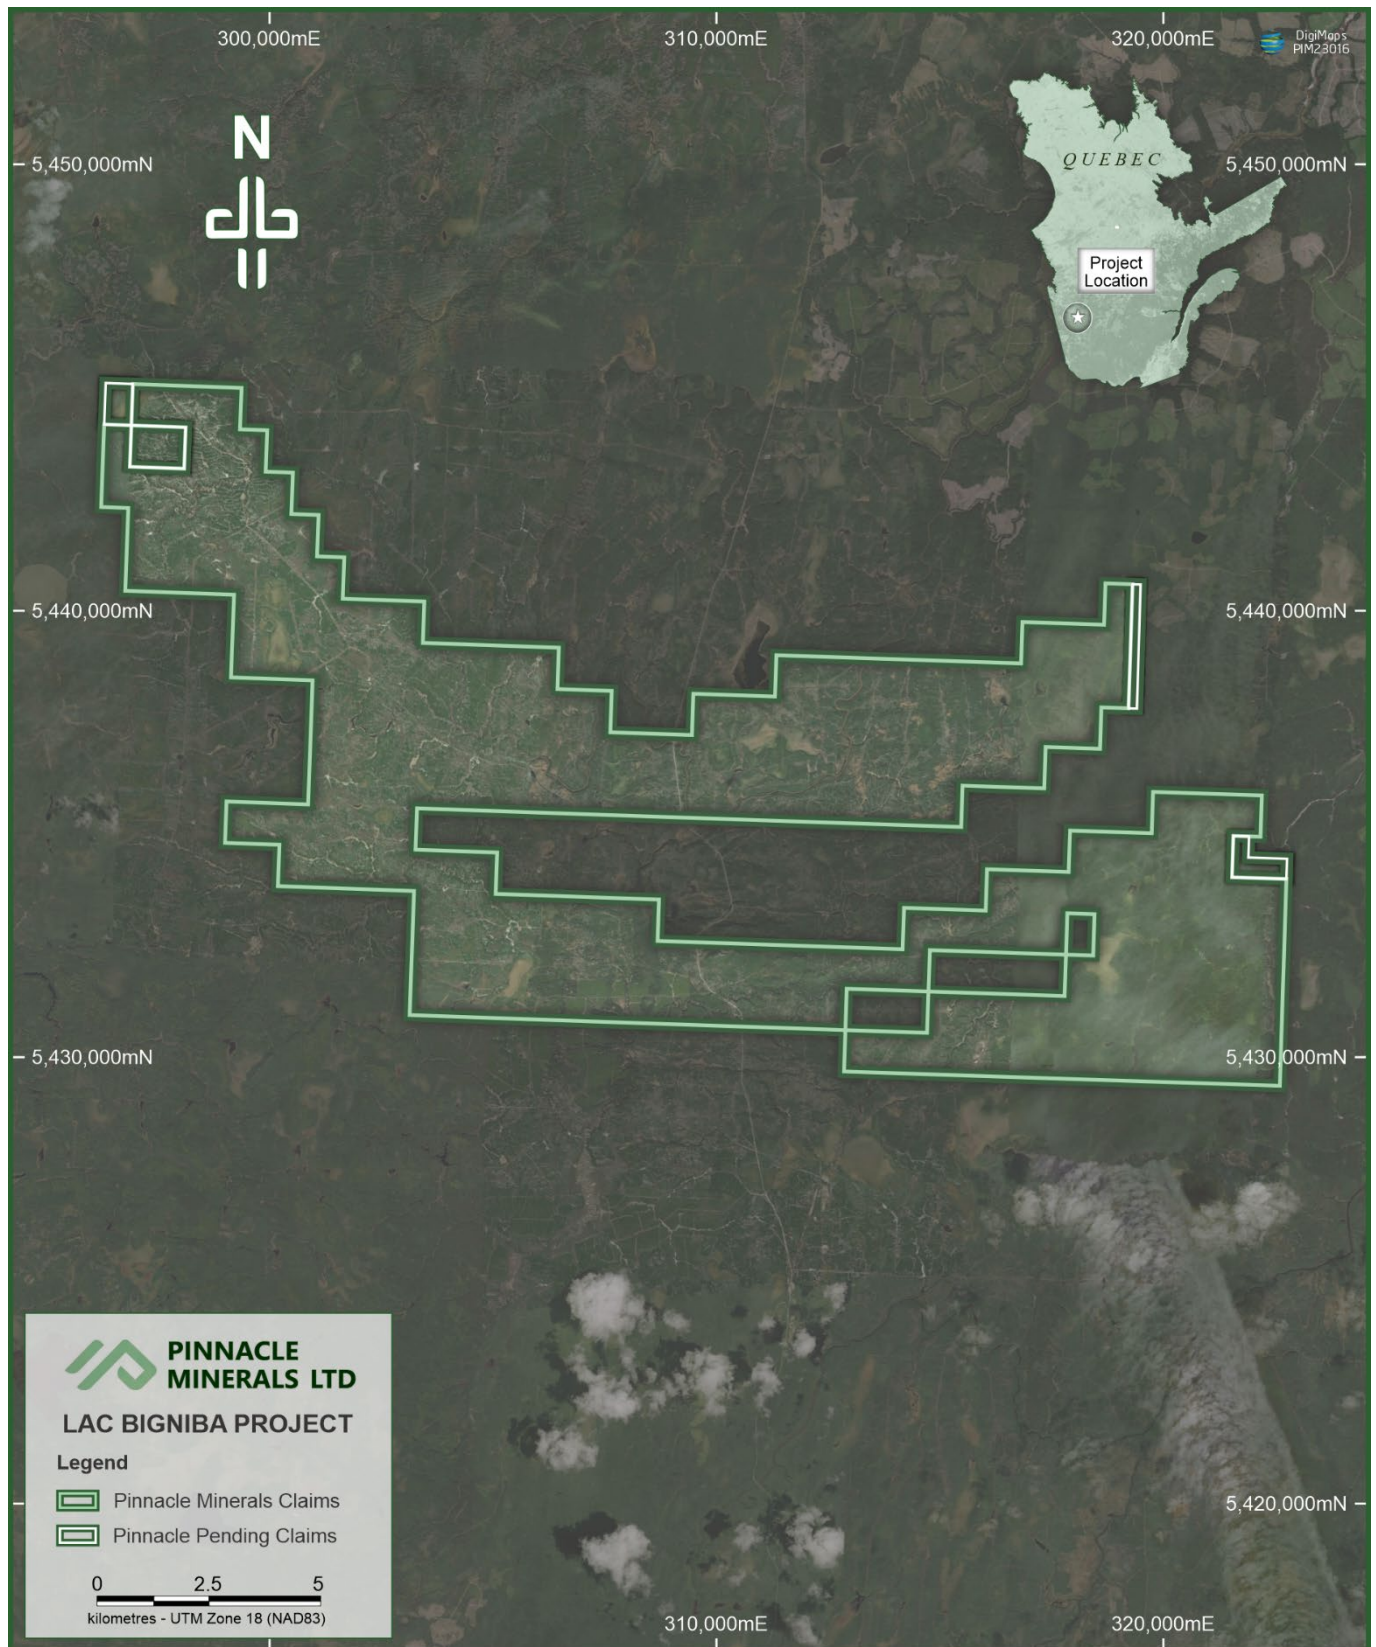 300,000mE
310,000mE
320,000mE
DigiMaps
PIM23016
N
5,450,000mN
5,450,000mN
QUEBEC
Project
Location
5,440,000mN
5,440,000mN
5,430,000mN
5,430,000mN
PINNACLE
MINERALS LTD
LAC BIGNIBA PROJECT
Legend
Pinnacle Minerals Claims
Pinnacle Pending Claims
0 2.5 5
kilometres - UTM Zone 18 (NAD83)
5,420,000mN
310,000mE
320,000mE